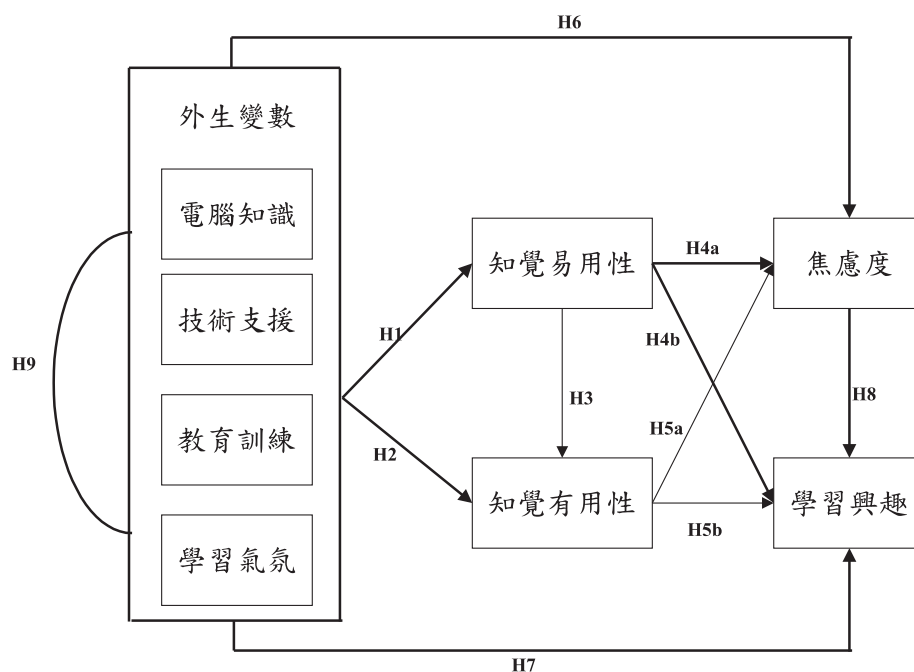 H6
外生變數
電腦知識
技術支援
教育訓練
學習氣氛
H9
H1
H2
知覺易用性
H3
知覺有用性
H4a
H4b
H5a
H5b
焦慮度
H8
學習興趣
H7